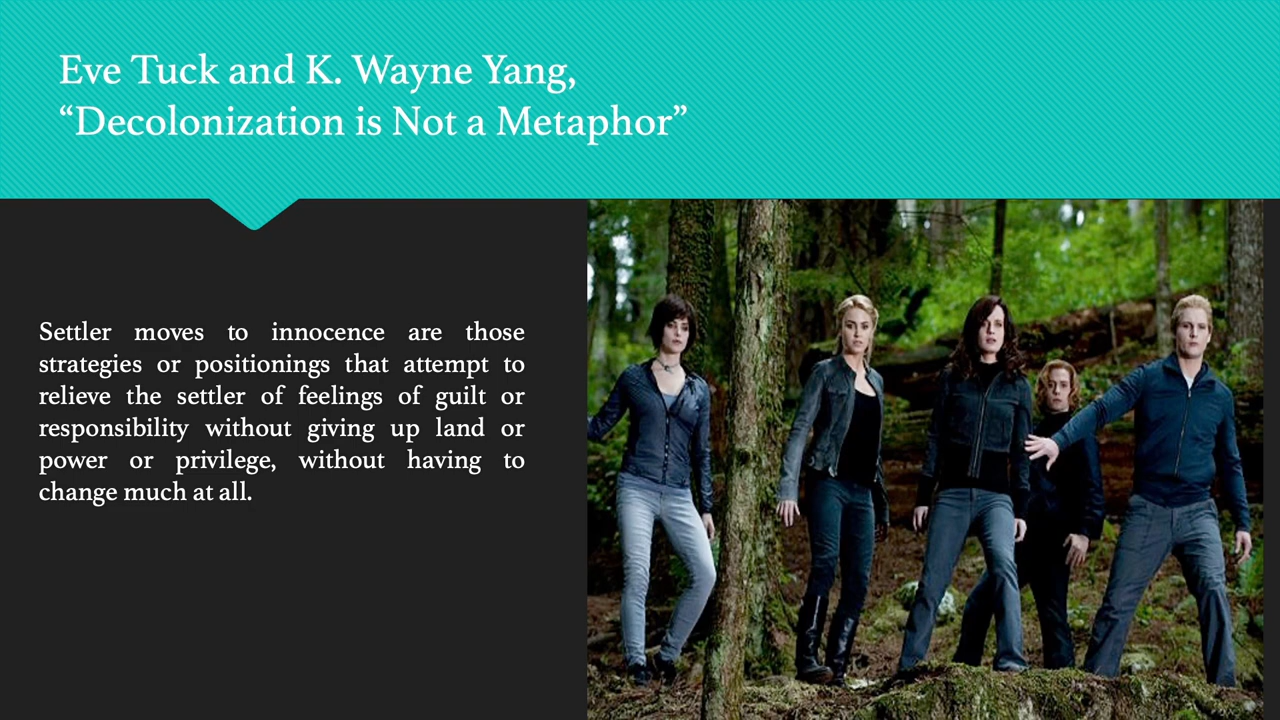 Eve Tuck and K. Wayne Yang,
“Decolonization is Not a Metaphor”
Settler moves to innocence are those
strategies or positionings that attempt to
relieve the settler of feelings of guilt or
responsibility without giving up land or
power or privilege, without having to
change much at all.